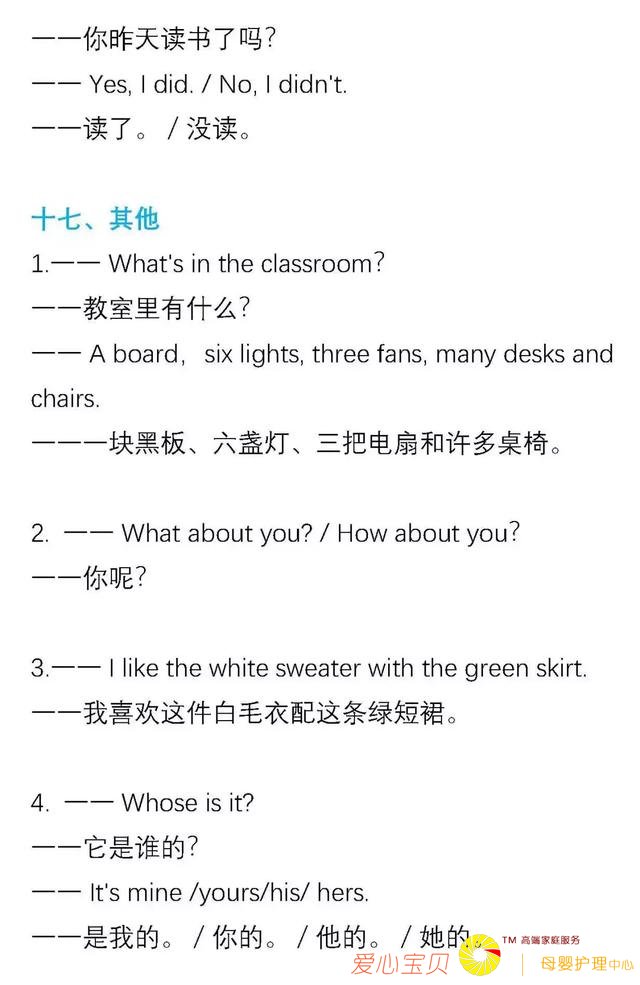 ——你昨天读书了吗?
—— Yes, I did. / No, I didn't.
——读了。 / 没读。
十七、其他
1.—— What's in the classroom?
——教室里有什么?
—— A board, six lights, three fans, many desks and
chairs.
———块黑板、六盏灯、三把电扇和许多桌椅。
2. —— What about you? / How about you?
——你呢?
3.—— I like the white sweater with the green skirt.
——我喜欢这件白毛衣配这条绿短裙。
4. —— Whose is it?
——它是谁的?
—— It's mine /yours/his/ hers.
——是我的。 / 你的。 / 他的。 / 她的。
爱心宝贝
TM 高端家庭服务
母婴护理中心